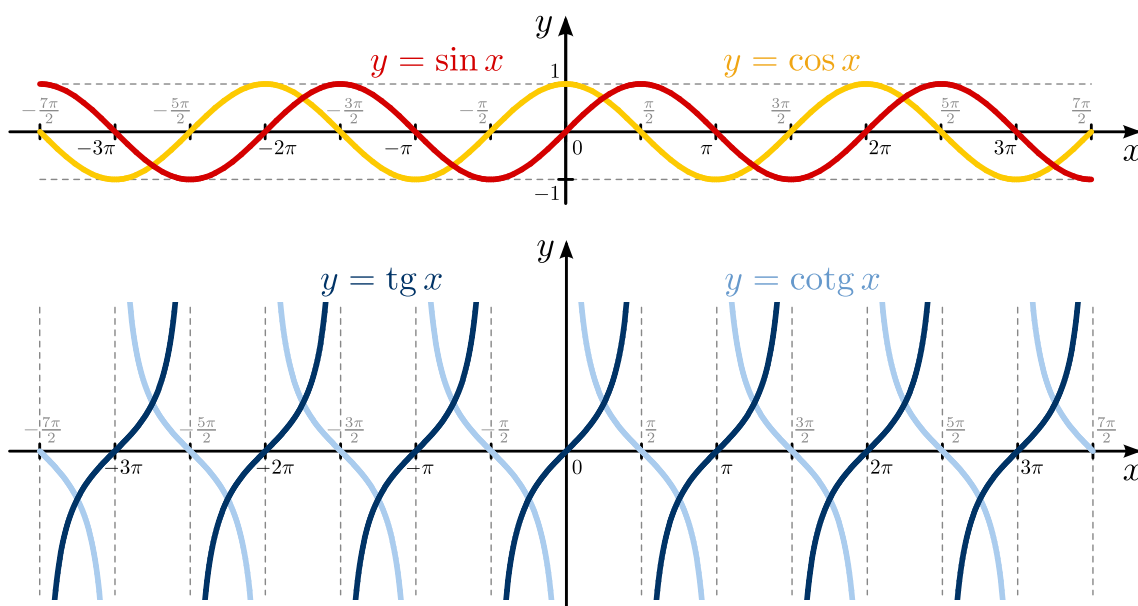 y
y = sin x y = cos x
1
−7π/2 −5π/2 −3π/2 −π/2 π/2 3π/2 5π/2 7π/2
−3π −2π −π 0 π 2π 3π x
−1
y
y = tg x y = cotg x
−7π/2 −5π/2 −3π/2 −π/2 π/2 3π/2 5π/2 7π/2
−3π −2π −π 0 π 2π 3π x